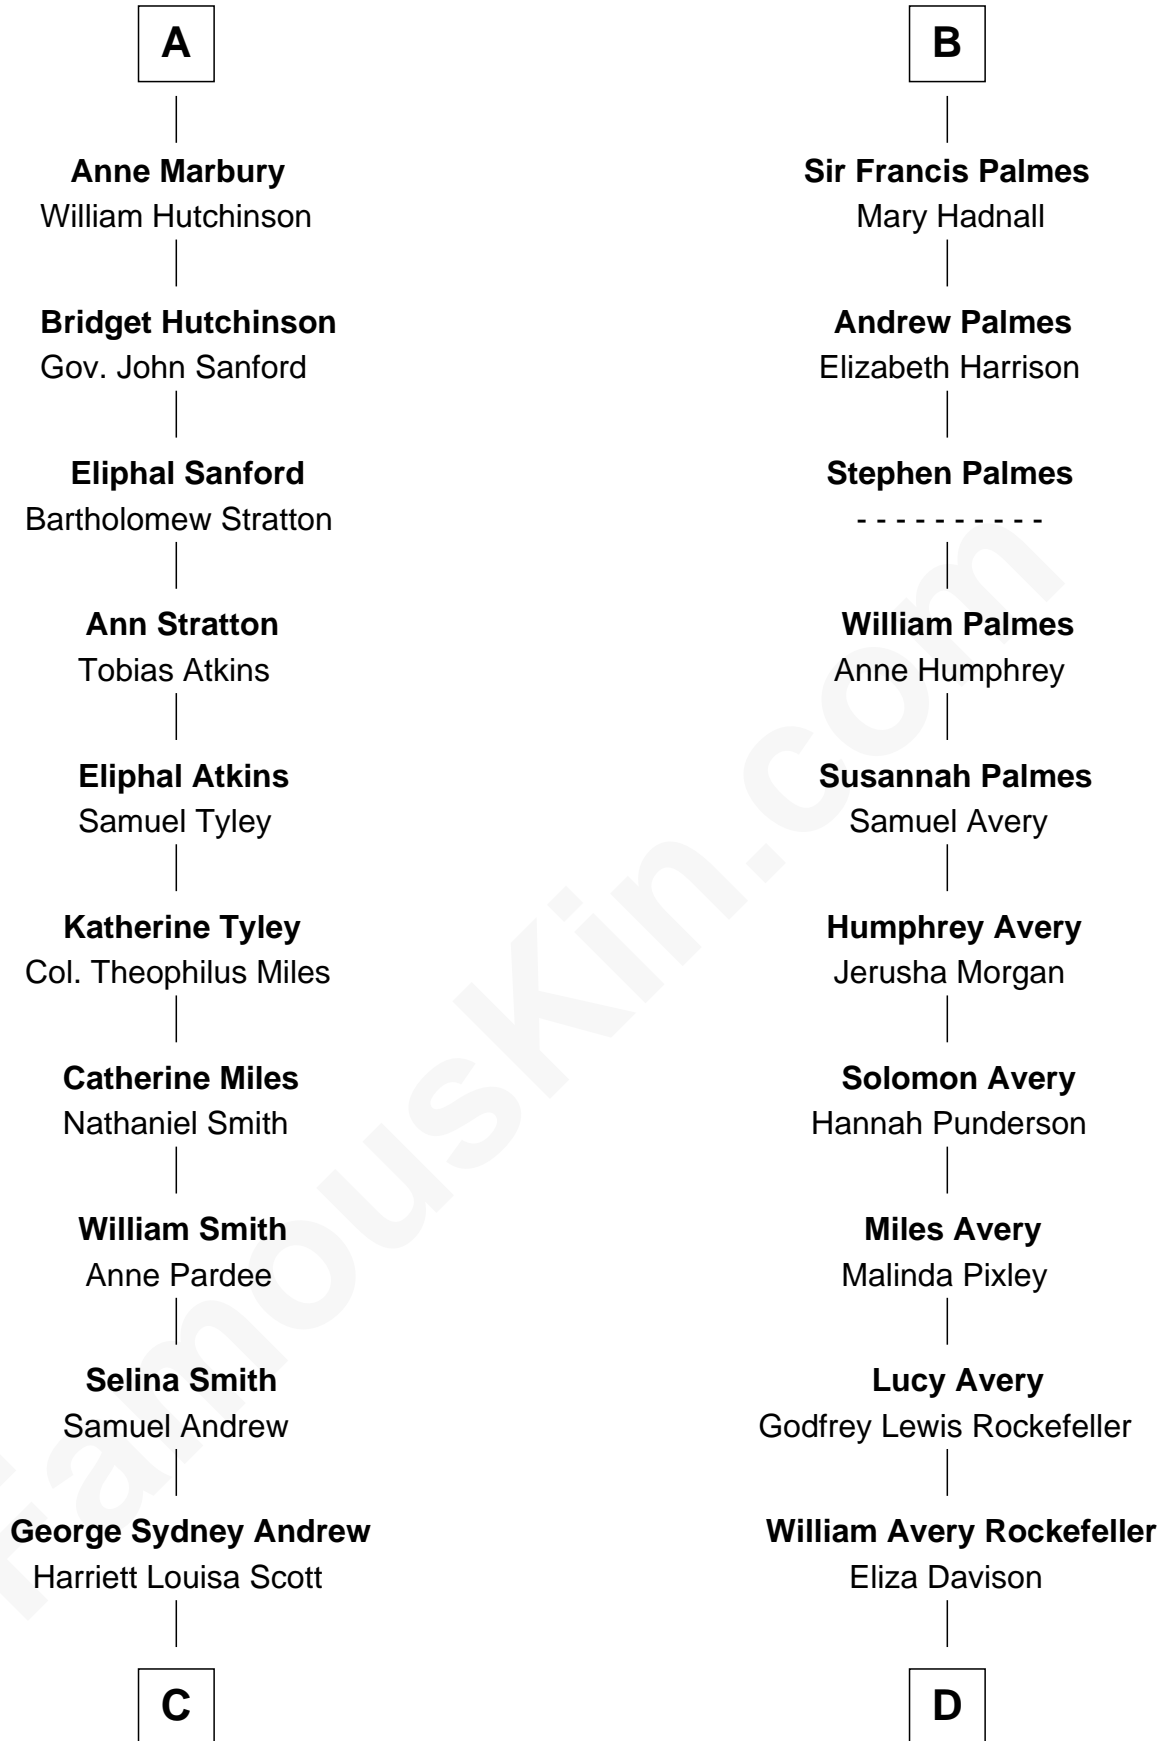 A
Anne Marbury
William Hutchinson
Bridget Hutchinson
Gov. John Sanford
Eliphal Sanford
Bartholomew Stratton
Ann Stratton
Tobias Atkins
Eliphal Atkins
Samuel Tyley
Katherine Tyley
Col. Theophilus Miles
Catherine Miles
Nathaniel Smith
William Smith
Anne Pardee
Selina Smith
Samuel Andrew
George Sydney Andrew
Harriett Louisa Scott
C
B
Sir Francis Palmes
Mary Hadnall
Andrew Palmes
Elizabeth Harrison
Stephen Palmes
- - - - - - - - - -
William Palmes
Anne Humphrey
Susannah Palmes
Samuel Avery
Humphrey Avery
Jerusha Morgan
Solomon Avery
Hannah Punderson
Miles Avery
Malinda Pixley
Lucy Avery
Godfrey Lewis Rockefeller
William Avery Rockefeller
Eliza Davison
D
FamousKin.com